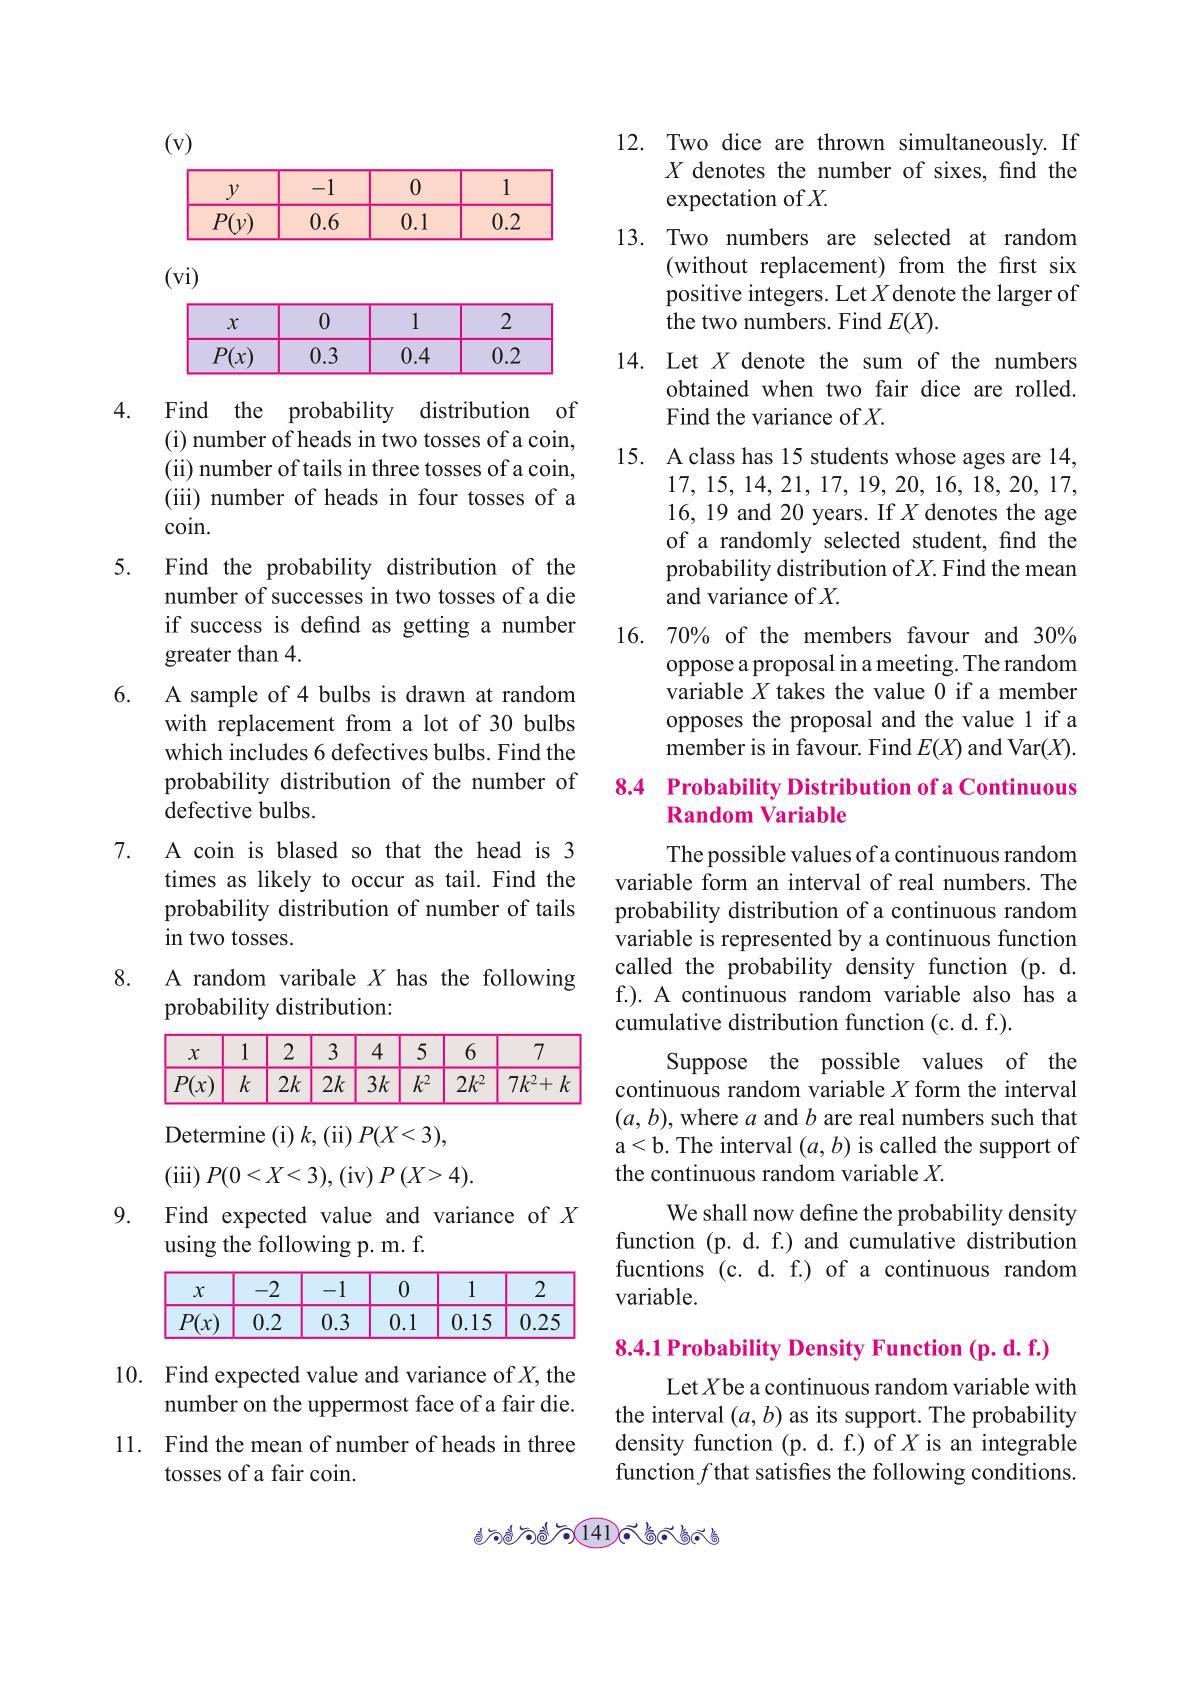 (v)
y –1 0 1
P(y) 0.6 0.1 0.2
(vi)
x 0 1 2
P(x) 0.3 0.4 0.2
4. Find the probability distribution of
(i) number of heads in two tosses of a coin,
(ii) number of tails in three tosses of a coin,
(iii) number of heads in four tosses of a
coin.
5. Find the probability distribution of the
number of successes in two tosses of a die
if success is defind as getting a number
greater than 4.
6. A sample of 4 bulbs is drawn at random
with replacement from a lot of 30 bulbs
which includes 6 defectives bulbs. Find the
probability distribution of the number of
defective bulbs.
7. A coin is blased so that the head is 3
times as likely to occur as tail. Find the
probability distribution of number of tails
in two tosses.
8. A random varibale X has the following
probability distribution:
x 1 2 3 4 5 6 7
P(x) k 2k 2k 3k k² 2k² 7k²+ k
Determine (i) k, (ii) P(X < 3),
(iii) P(0 < X < 3), (iv) P (X > 4).
9. Find expected value and variance of X
using the following p. m. f.
x –2 –1 0 1 2
P(x) 0.2 0.3 0.1 0.15 0.25
10. Find expected value and variance of X, the
number on the uppermost face of a fair die.
11. Find the mean of number of heads in three
tosses of a fair coin.
12. Two dice are thrown simultaneously. If
X denotes the number of sixes, find the
expectation of X.
13. Two numbers are selected at random
(without replacement) from the first six
positive integers. Let X denote the larger of
the two numbers. Find E(X).
14. Let X denote the sum of the numbers
obtained when two fair dice are rolled.
Find the variance of X.
15. A class has 15 students whose ages are 14,
17, 15, 14, 21, 17, 19, 20, 16, 18, 20, 17,
16, 19 and 20 years. If X denotes the age
of a randomly selected student, find the
probability distribution of X. Find the mean
and variance of X.
16. 70% of the members favour and 30%
oppose a proposal in a meeting. The random
variable X takes the value 0 if a member
opposes the proposal and the value 1 if a
member is in favour. Find E(X) and Var(X).
8.4 Probability Distribution of a Continuous
Random Variable
The possible values of a continuous random
variable form an interval of real numbers. The
probability distribution of a continuous random
variable is represented by a continuous function
called the probability density function (p. d.
f.). A continuous random variable also has a
cumulative distribution function (c. d. f.).
Suppose the possible values of the
continuous random variable X form the interval
(a, b), where a and b are real numbers such that
a < b. The interval (a, b) is called the support of
the continuous random variable X.
We shall now define the probability density
function (p. d. f.) and cumulative distribution
fucntions (c. d. f.) of a continuous random
variable.
8.4.1 Probability Density Function (p. d. f.)
Let X be a continuous random variable with
the interval (a, b) as its support. The probability
density function (p. d. f.) of X is an integrable
function f that satisfies the following conditions.
141